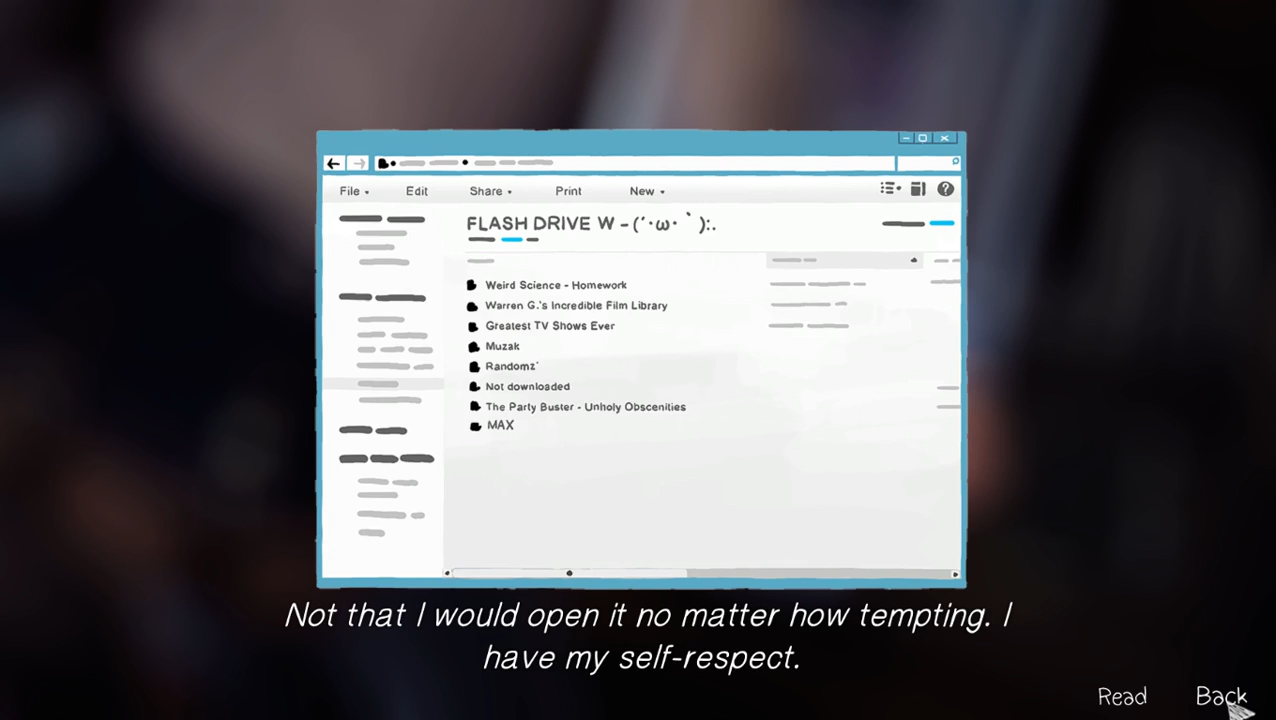 File Edit Share Print New
FLASH DRIVE W - (´･ω･`):.
Weird Science - Homework
Warren G.'s Incredible Film Library
Greatest TV Shows Ever
Muzak
Randomz'
Not downloaded
The Party Buster - Unholy Obscenities
MAX
Not that I would open it no matter how tempting. I
have my self-respect.
Read Back